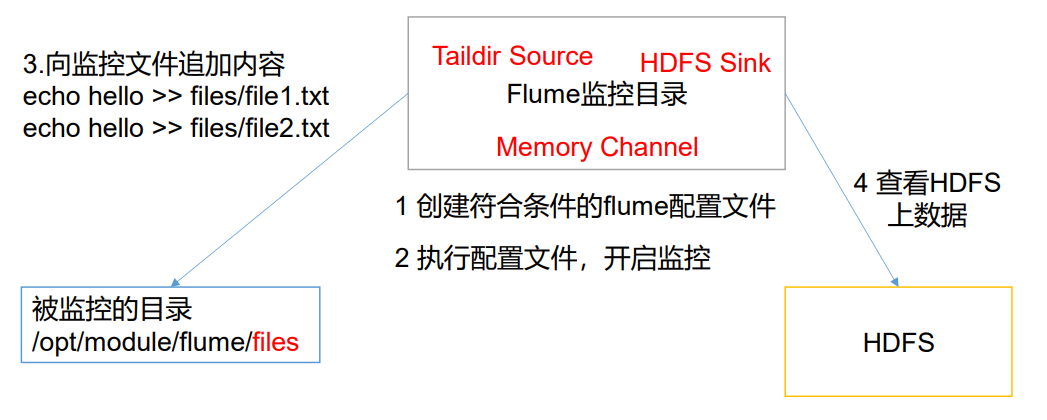 3.向监控文件追加内容
echo hello >> files/file1.txt
echo hello >> files/file2.txt
Taildir Source
HDFS Sink
Flume监控目录
Memory Channel
1 创建符合条件的flume配置文件
2 执行配置文件，开启监控
4 查看HDFS
上数据
被监控的目录
/opt/module/flume/files
HDFS